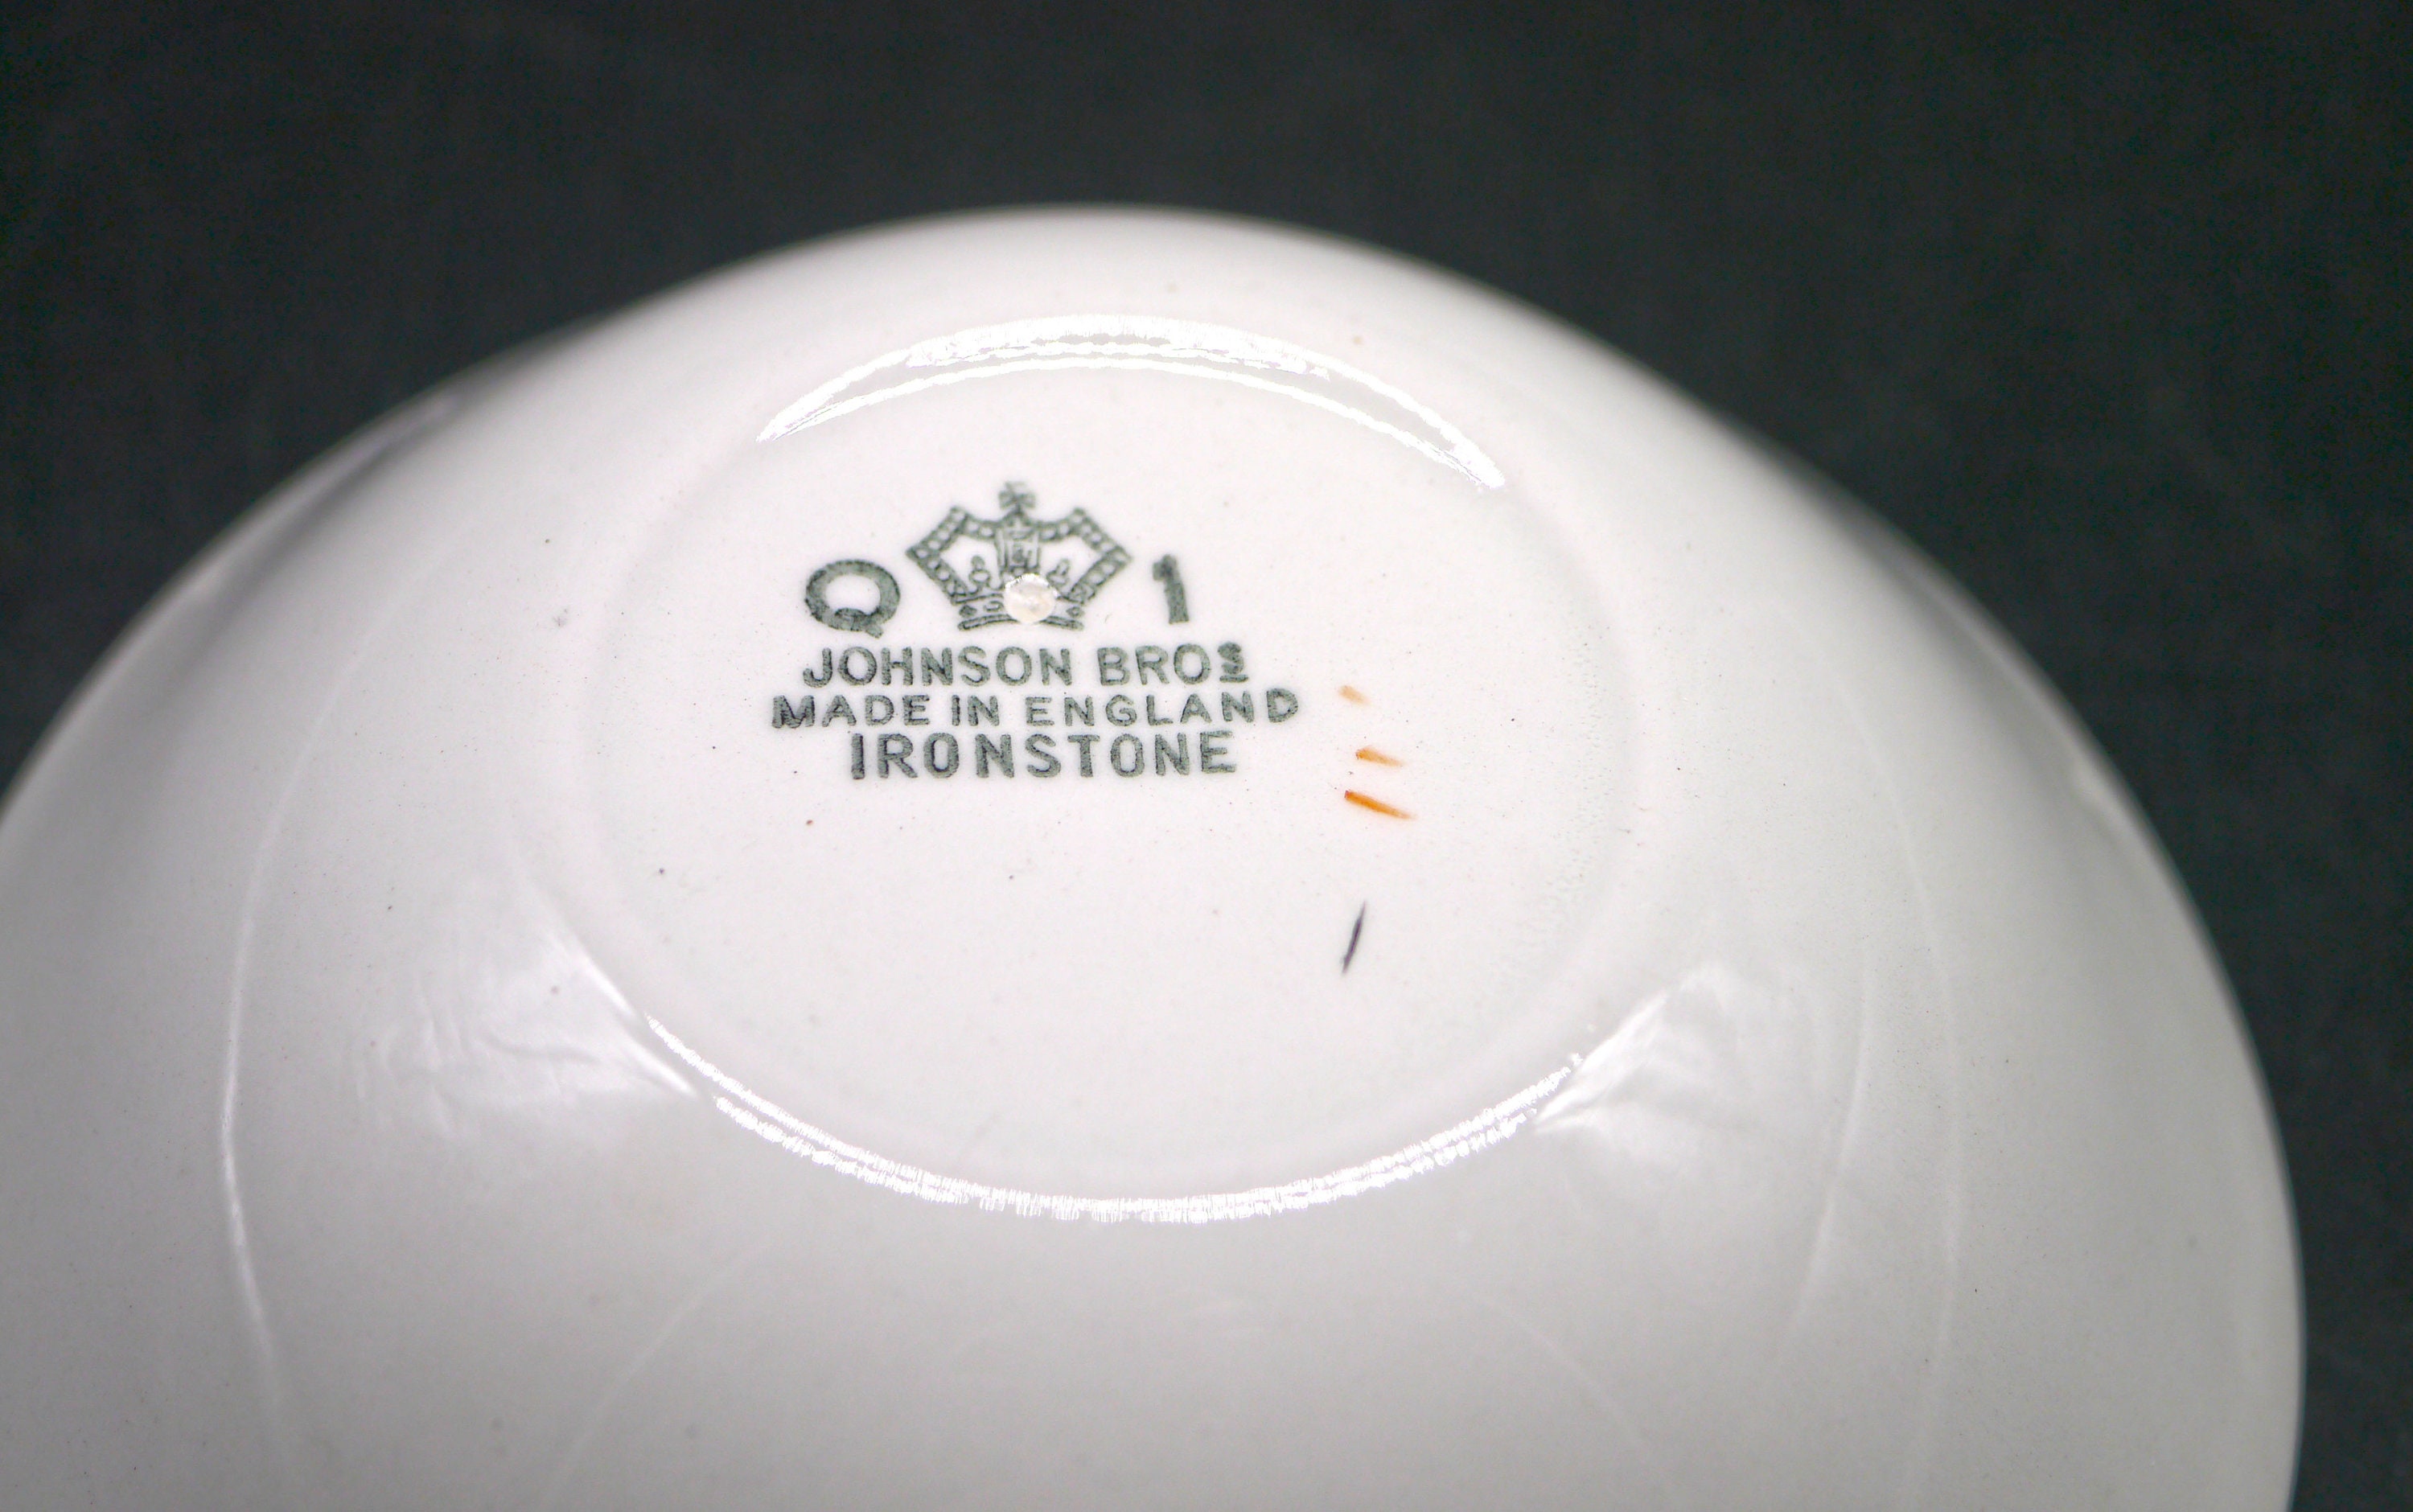 Q 1
JOHNSON BROS
MADE IN ENGLAND
IRONSTONE